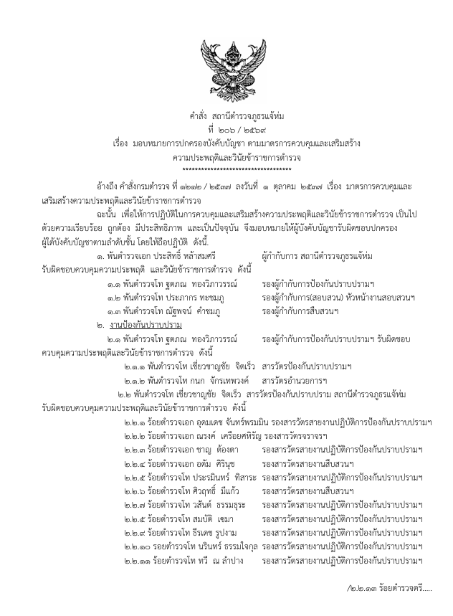 คำสั่ง สถานีตำรวจภูธรแจ้ห่ม
ที่ ๒๐๖ / ๒๕๖๙
เรื่อง มอบหมายการปกครองบังคับบัญชา ตามมาตรการควบคุมและเสริมสร้าง
ความประพฤติและวินัยข้าราชการตำรวจ
***********************************
อ้างถึง คำสั่งกรมตำรวจ ที่ ๑๒๑๒ / ๒๕๓๗ ลงวันที่ ๑ ตุลาคม ๒๕๓๗ เรื่อง มาตรการควบคุมและ
เสริมสร้างความประพฤติและวินัยข้าราชการตำรวจ
ฉะนั้น เพื่อให้การปฏิบัติในการควบคุมและเสริมสร้างความประพฤติและวินัยข้าราชการตำรวจ เป็นไป
ด้วยความเรียบร้อย ถูกต้อง มีประสิทธิภาพ และเป็นปัจจุบัน จึงมอบหมายให้ผู้บังคับบัญชารับผิดชอบปกครอง
ผู้ใต้บังคับบัญชาตามลำดับชั้น โดยให้ถือปฏิบัติ ดังนี้.
๑. พันตำรวจเอก ประสิทธิ์ หล้าสมศรี ผู้กำกับการ สถานีตำรวจภูธรแจ้ห่ม
รับผิดชอบควบคุมความประพฤติ และวินัยข้าราชการตำรวจ ดังนี้
๑.๑ พันตำรวจโท ฐตภณ ทองวิภาวรรณ์ รองผู้กำกับการป้องกันปราบปรามฯ
๑.๒ พันตำรวจโท ประภากร ทะชมภู รองผู้กำกับการ(สอบสวน) หัวหน้างานสอบสวนฯ
๑.๓ พันตำรวจโท ณัฐพจน์ คำชมภู รองผู้กำกับการสืบสวนฯ
๒. งานป้องกันปราบปราม
๒.๑ พันตำรวจโท ฐตภณ ทองวิภาวรรณ์ รองผู้กำกับการป้องกันปราบปรามฯ รับผิดชอบ
ควบคุมความประพฤติและวินัยข้าราชการตำรวจ ดังนี้
๒.๑.๑ พันตำรวจโท เชี่ยวชาญชัย จิตเร็ว สารวัตรป้องกันปราบปรามฯ
๒.๑.๒ พันตำรวจโท กนก จักรเทพวงค์ สารวัตรอำนวยการฯ
๒.๒ พันตำรวจโท เชี่ยวชาญชัย จิตเร็ว สารวัตรป้องกันปราบปราม สถานีตำรวจภูธรแจ้ห่ม
รับผิดชอบควบคุมความประพฤติและวินัยข้าราชการตำรวจ ดังนี้
๒.๒.๑ ร้อยตำรวจเอก อุดมเดช จันทร์พรมมิน รองสารวัตรสายงานปฏิบัติการป้องกันปราบปรามฯ
๒.๒.๒ ร้อยตำรวจเอก ณรงค์ เครือยศหิรัญ รองสารวัตรจราจรฯ
๒.๒.๓ ร้อยตำรวจเอก ชาญ ต้องตา รองสารวัตรสายงานปฏิบัติการป้องกันปราบปรามฯ
๒.๒.๔ ร้อยตำรวจเอก อดัม ศิรินุช รองสารวัตรสายงานสืบสวนฯ
๒.๒.๕ ร้อยตำรวจโท ประรมินทร์ ทิสาระ รองสารวัตรสายงานปฏิบัติการป้องกันปราบปรามฯ
๒.๒.๖ ร้อยตำรวจโท ศิวฤทธิ์ มีแก้ว รองสารวัตรสายงานสืบสวนฯ
๒.๒.๗ ร้อยตำรวจโท วสันต์ ธรรมธุระ รองสารวัตรสายงานปฏิบัติการป้องกันปราบปรามฯ
๒.๒.๕ ร้อยตำรวจโท สมบัติ เขมา รองสารวัตรสายงานปฏิบัติการป้องกันปราบปรามฯ
๒.๒.๙ ร้อยตำรวจโท ธีรเดช รูปงาม รองสารวัตรสายงานปฏิบัติการป้องกันปราบปรามฯ
๒.๒.๑๐ รอยตำรวจโท นรินทร์ ธรรมใจกุล รองสารวัตรสายงานปฏิบัติการป้องกันปราบปรามฯ
๒.๒.๑๑ ร้อยตำรวจโท ทวี ณ ลำปาง รองสารวัตรสายงานปฏิบัติการป้องกันปราบปรามฯ
/๒.๒.๑๓ ร้อยตำรวจตรี.....